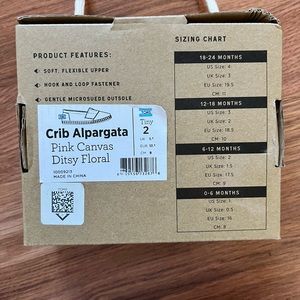 PRODUCT FEATURES:
SOFT, FLEXIBLE UPPER
HOOK AND LOOP FASTENER
GENTLE MICROSUEDE OUTSOLE
Tiny
2
Crib Alpargata
Pink Canvas
Ditsy Floral
10009213
MADE IN CHINA
SIZING CHART
18-24 MONTHS
US Size: 4
UK Size: 3
EU Size: 19.5
CM: 11
12-18 MONTHS
US Size: 3
UK Size: 2
EU Size: 18.5
CM: 10
6-12 MONTHS
US Size: 2
UK Size: 1.5
EU Size: 17.5
CM: 9
0-6 MONTHS
US Size: 1
UK Size: 0.5
EU Size: 16
CM: 8